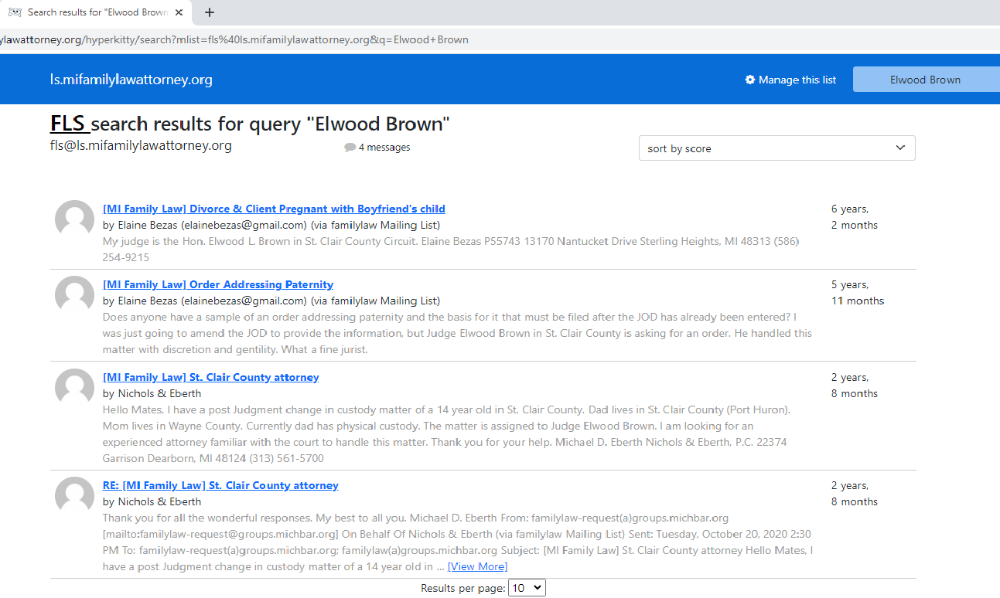 Search results for "Elwood Brown
ylawattorney.org/hyperkitty/search?mlist=fls%40ls.mifamilylawattorney.org&q=Elwood+Brown
ls.mifamilylawattorney.org
Manage this list
Elwood Brown
FLS search results for query "Elwood Brown"
fls@ls.mifamilylawattorney.org
4 messages
sort by score
[MI Family Law] Divorce & Client Pregnant with Boyfriend's child
6 years,
by Elaine Bezas (elainebezas@gmail.com) (via familylaw Mailing List)
2 months
My judge is the Hon. Elwood L. Brown in St. Clair County Circuit. Elaine Bezas P55743 13170 Nantucket Drive Sterling Heights, MI 48313 (586)
254-9215
[MI Family Law] Order Addressing Paternity
5 years,
by Elaine Bezas (elainebezas@gmail.com) (via familylaw Mailing List)
11 months
Does anyone have a sample of an order addressing paternity and the basis for it that must be filed after the JOD has already been entered? I
was just going to amend the JOD to provide the information, but Judge Elwood Brown in St. Clair County is asking for an order. He handled this
matter with discretion and gentility. What a fine jurist.
[MI Family Law] St. Clair County attorney
2 years,
by Nichols & Eberth
8 months
Hello Mates, I have a post Judgment change in custody matter of a 14 year old in St. Clair County. Dad lives in St. Clair County (Port Huron).
Mom lives in Wayne County. Currently dad has physical custody. The matter is assigned to Judge Elwood Brown. I am looking for an
experienced attorney familiar with the court to handle this matter. Thank you for your help. Michael D. Eberth Nichols & Eberth, P.C. 22374
Garrison Dearborn, MI 48124 (313) 561-5700
RE: [MI Family Law] St. Clair County attorney
2 years,
by Nichols & Eberth
8 months
Thank you for all the wonderful responses. My best to all you. Michael D. Eberth From: familylaw-request(a)groups.michbar.org
[mailto:familylaw-request@groups.michbar.org] On Behalf Of Nichols & Eberth (via familylaw Mailing List) Sent: Tuesday, October 20, 2020 2:30
PM To: familylaw-request(a)groups.michbar.org; familylaw(a)groups.michbar.org Subject: [MI Family Law] St. Clair County attorney Hello Mates, I
have a post Judgment change in custody matter of a 14 year old in ... [View More]
Results per page: 10